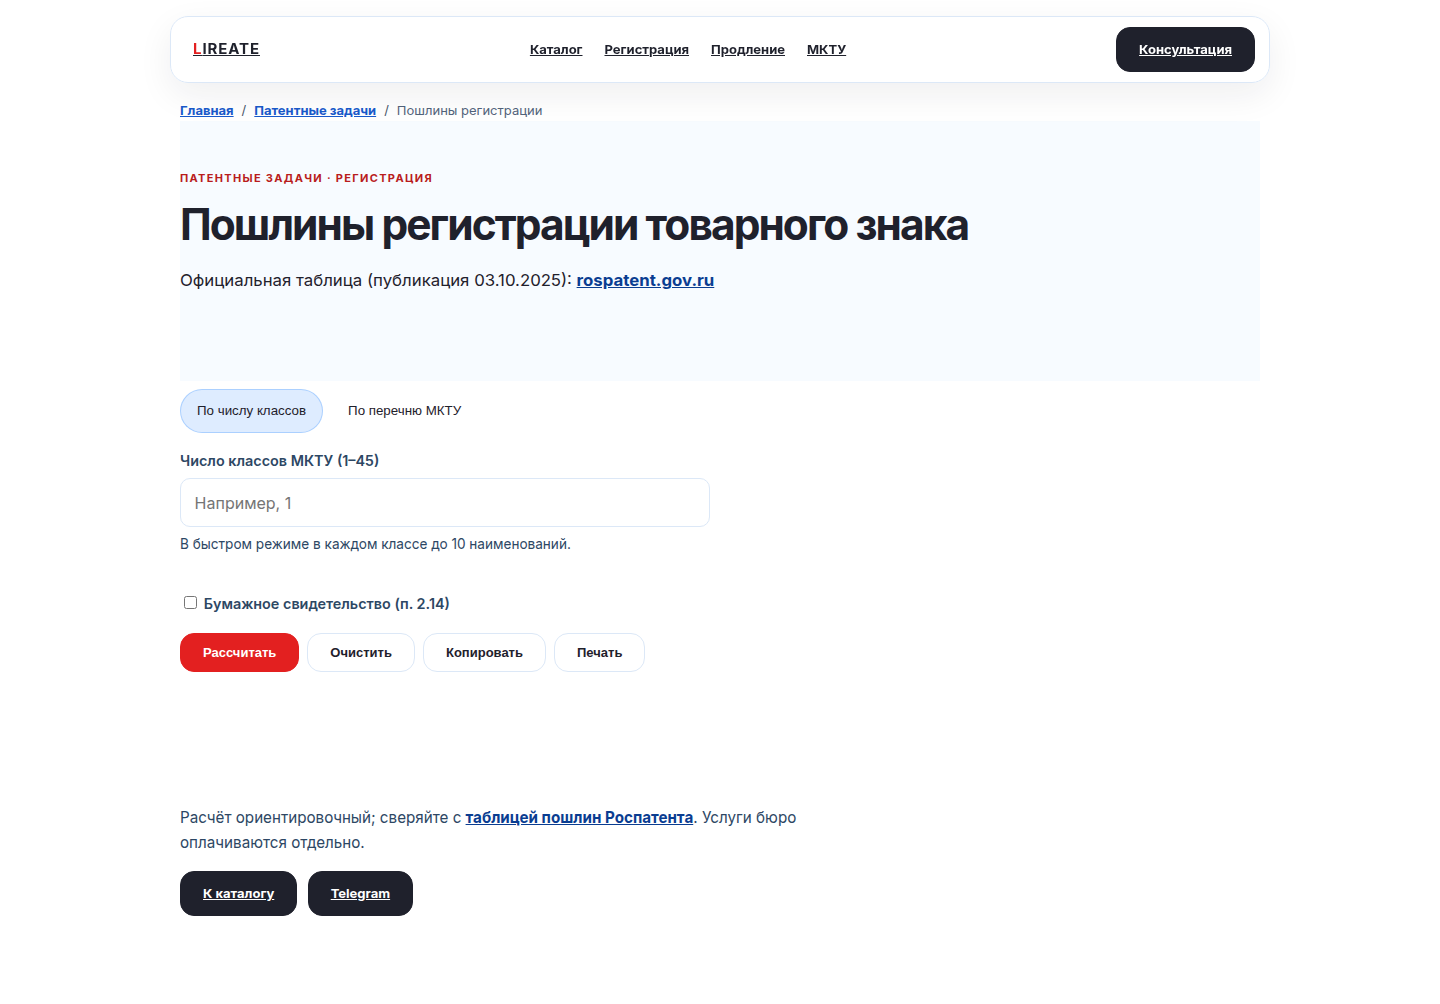 LIREATE
Каталог Регистрация Продление МКТУ
Консультация
Главная / Патентные задачи / Пошлины регистрации
ПАТЕНТНЫЕ ЗАДАЧИ · РЕГИСТРАЦИЯ
Пошлины регистрации товарного знака
Официальная таблица (публикация 03.10.2025): rospatent.gov.ru
По числу классов По перечню МКТУ
Число классов МКТУ (1–45)
Например, 1
В быстром режиме в каждом классе до 10 наименований.
Бумажное свидетельство (п. 2.14)
Рассчитать Очистить Копировать Печать
Расчёт ориентировочный; сверяйте с таблицей пошлин Роспатента. Услуги бюро
оплачиваются отдельно.
К каталогу Telegram